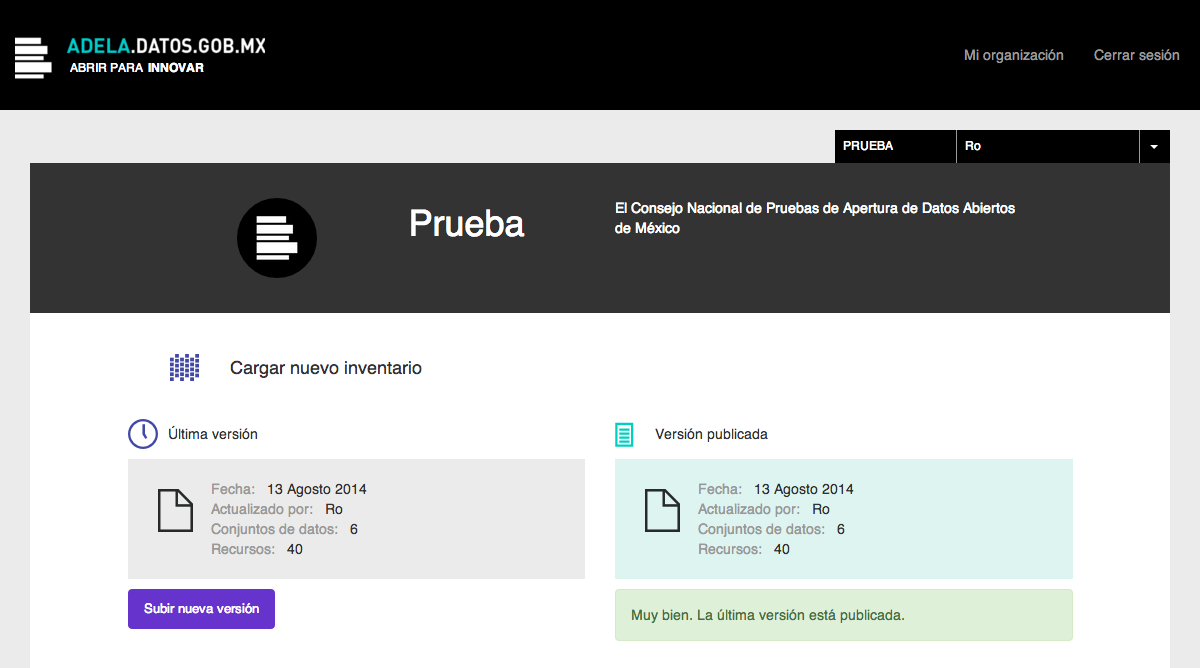 ADELA.DATOS.GOB.MX
ABRIR PARA INNOVAR
Mi organización
Cerrar sesión
PRUEBA
Ro
Prueba
El Consejo Nacional de Pruebas de Apertura de Datos Abiertos
de México
Cargar nuevo inventario
Última versión
Fecha: 13 Agosto 2014
Actualizado por: Ro
Conjuntos de datos: 6
Recursos: 40
Subir nueva versión
Versión publicada
Fecha: 13 Agosto 2014
Actualizado por: Ro
Conjuntos de datos: 6
Recursos: 40
Muy bien. La última versión está publicada.